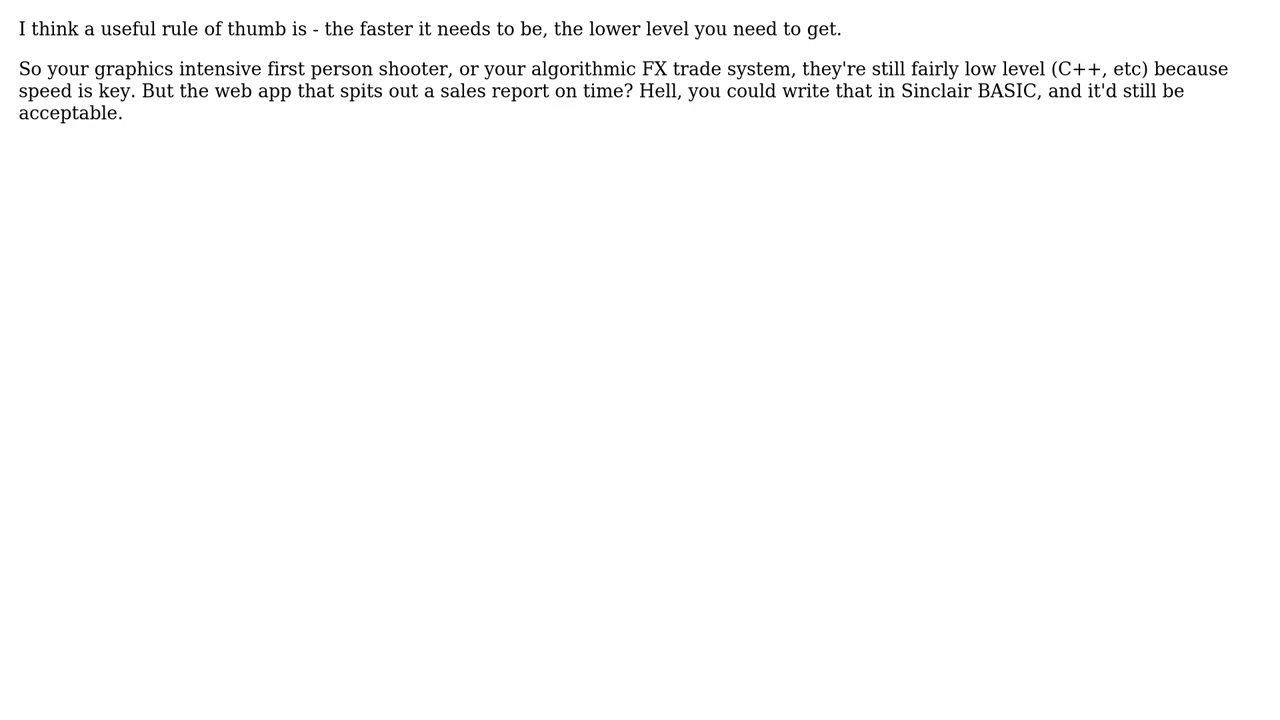 I think a useful rule of thumb is - the faster it needs to be, the lower level you need to get.
So your graphics intensive first person shooter, or your algorithmic FX trade system, they're still fairly low level (C++, etc) because
speed is key. But the web app that spits out a sales report on time? Hell, you could write that in Sinclair BASIC, and it'd still be
acceptable.